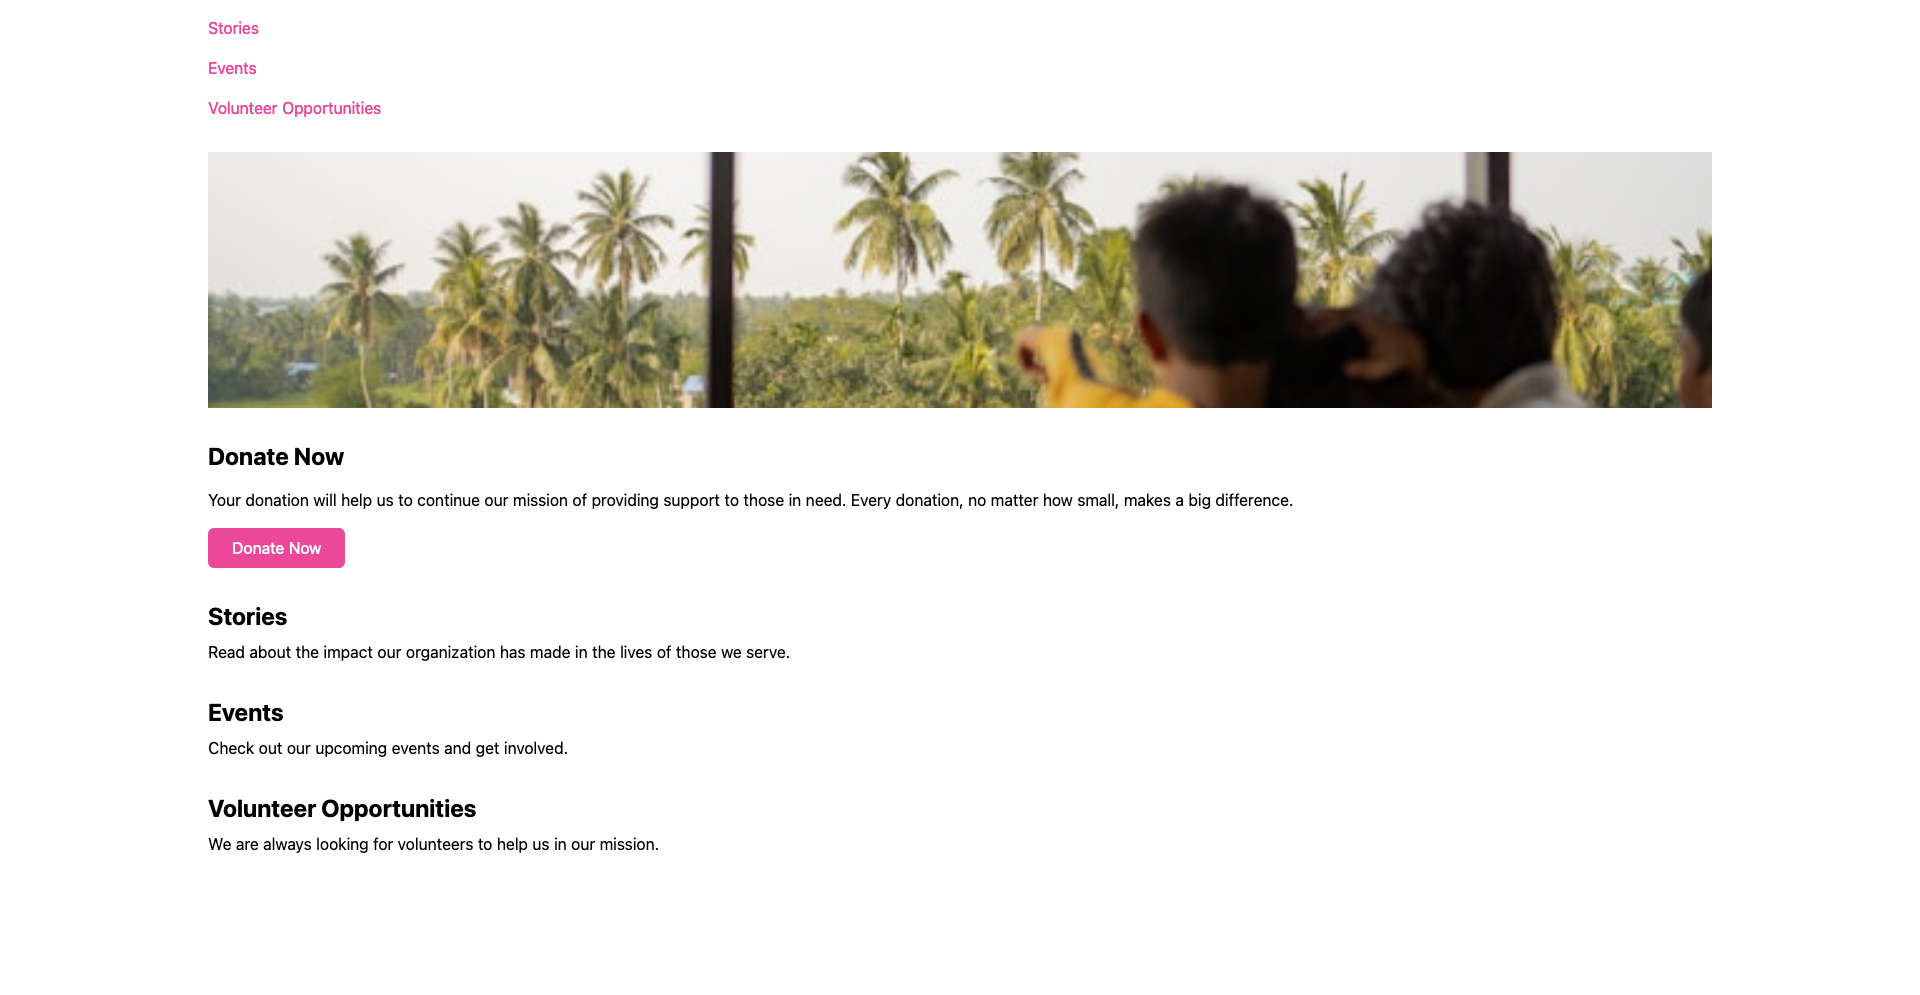 Stories
Events
Volunteer Opportunities
Donate Now
Your donation will help us to continue our mission of providing support to those in need. Every donation, no matter how small, makes a big difference.
Donate Now
Stories
Read about the impact our organization has made in the lives of those we serve.
Events
Check out our upcoming events and get involved.
Volunteer Opportunities
We are always looking for volunteers to help us in our mission.